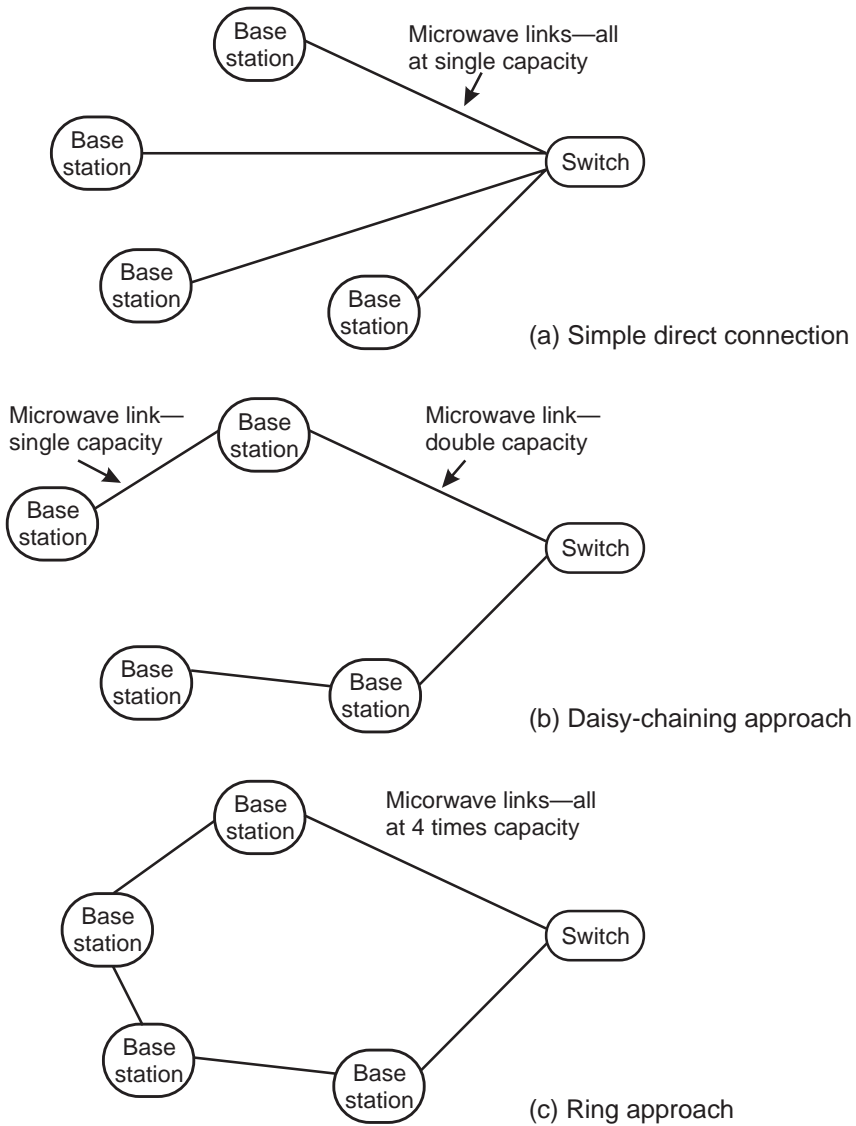 Base
station
Microwave links—all
at single capacity
Base
station
Switch
Base
station
Base
station
(a) Simple direct connection
Microwave link—
single capacity
Base
station
Microwave link—
double capacity
Base
station
Switch
Base
station
Base
station
(b) Daisy-chaining approach
Base
station
Micorwave links—all
at 4 times capacity
Base
station
Switch
Base
station
Base
station
(c) Ring approach